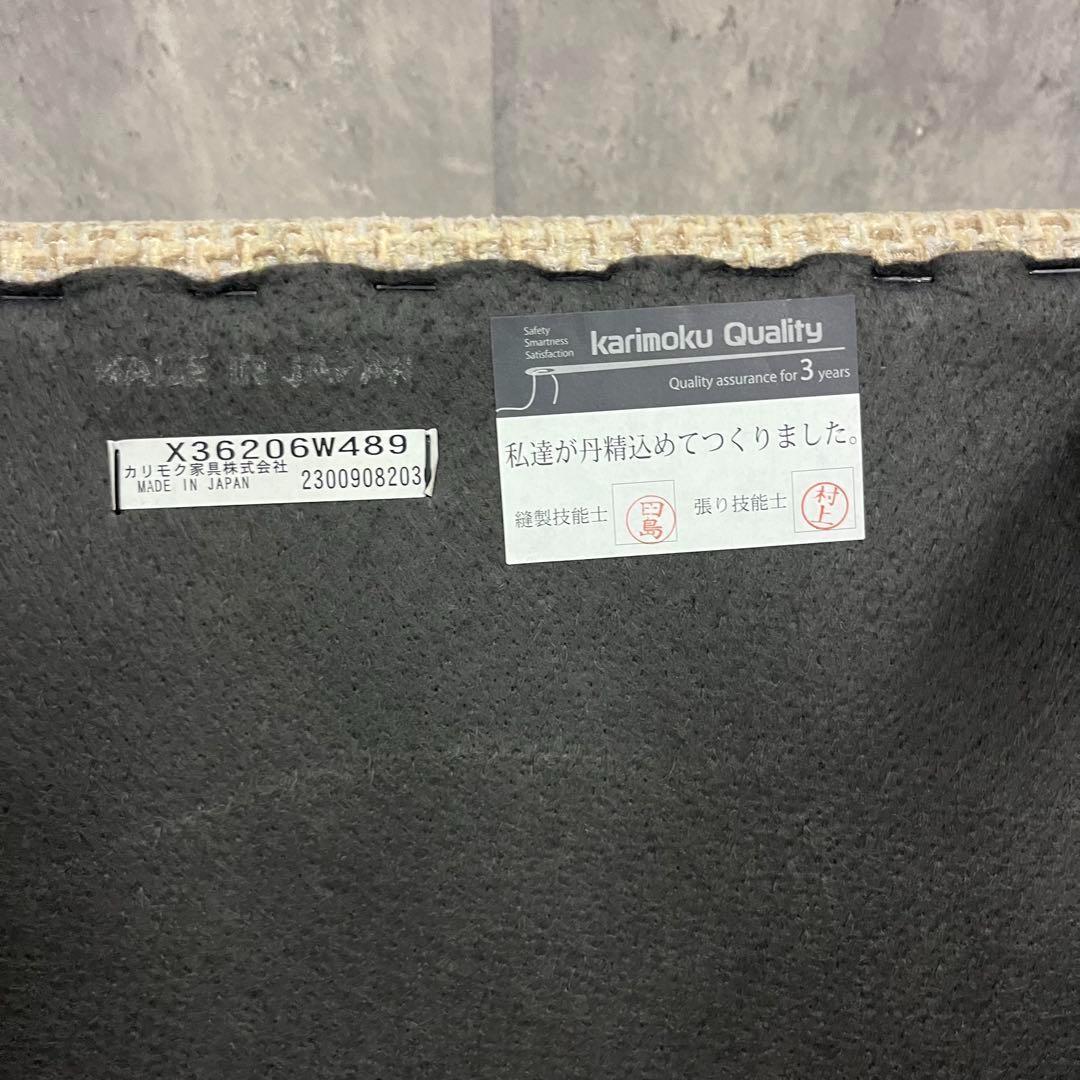 MADE IN JAPAN
X36206W489
カリモク家具株式会社
MADE IN JAPAN 2300908203
Safety
Smartness
Satisfaction
karimoku Quality
Quality assurance for 3 years
私達が丹精込めてつくりました。
縫製技能士 田島 張り技能士 村上